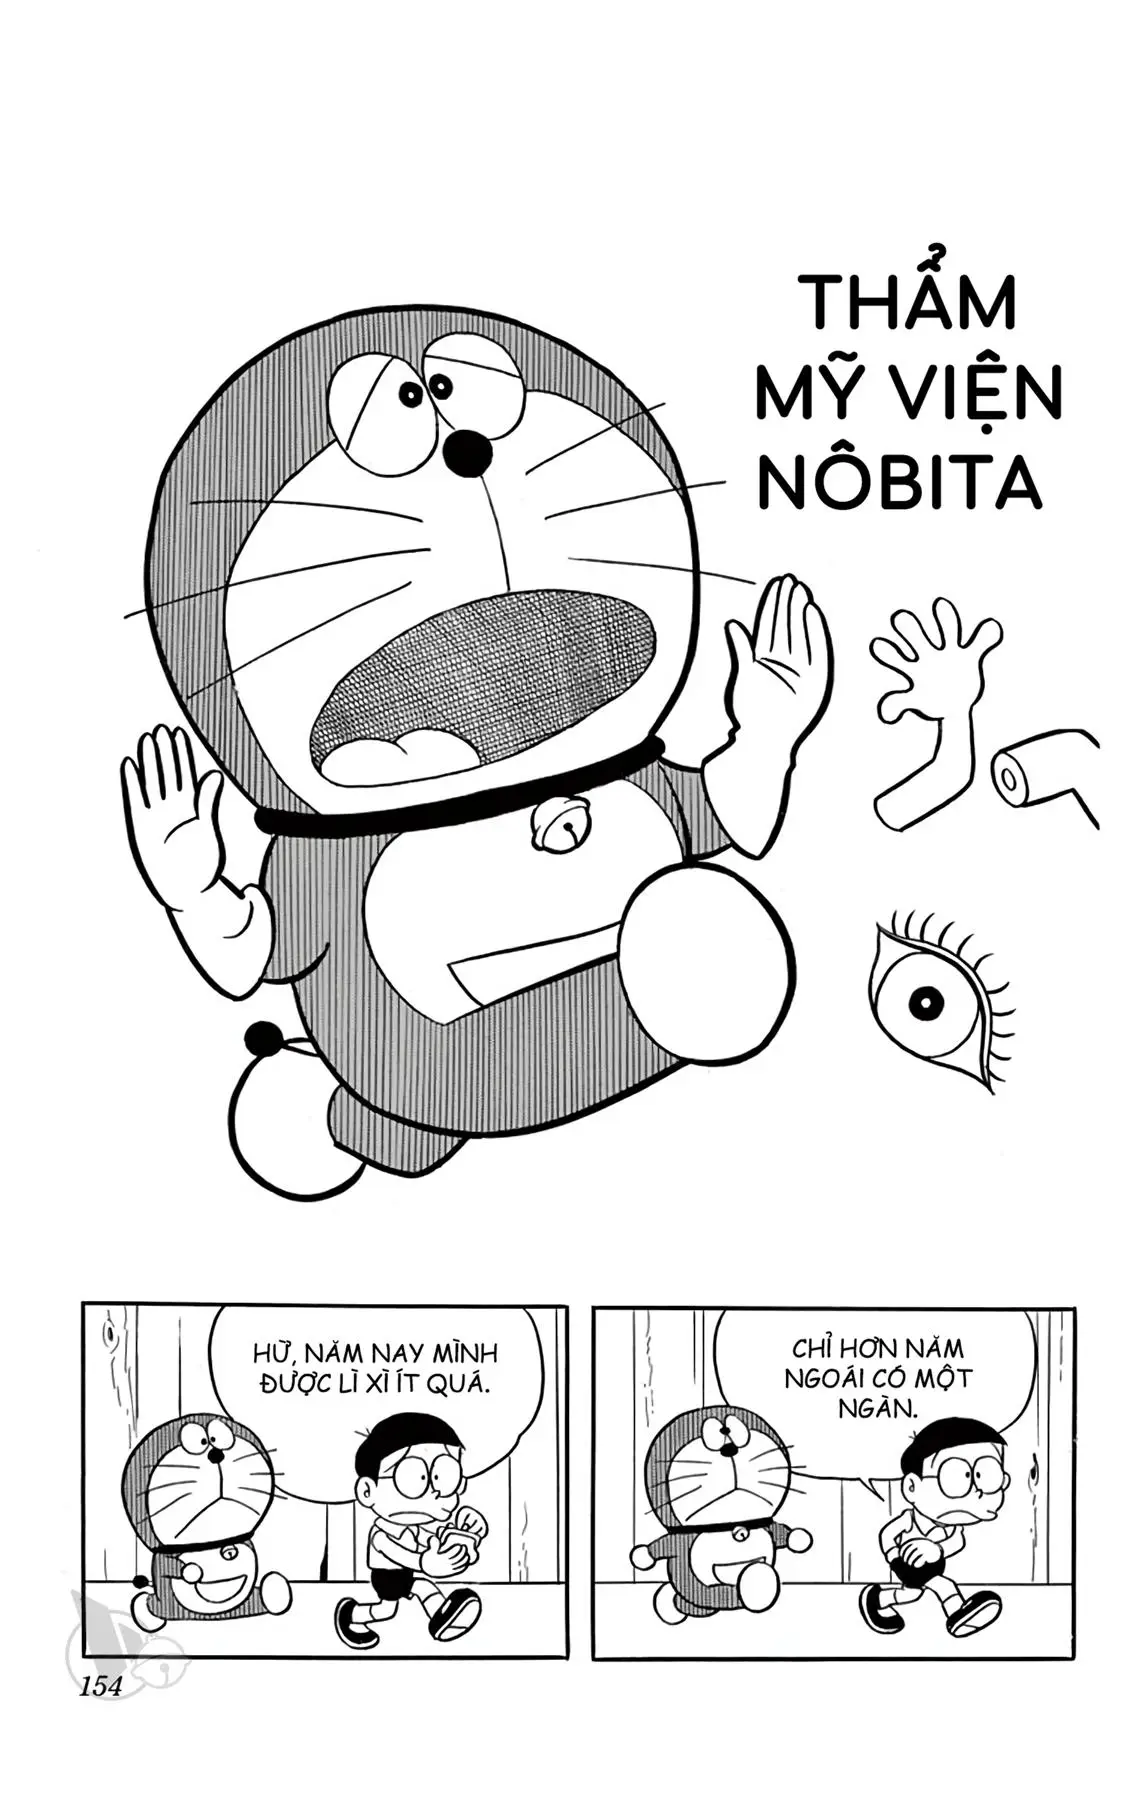 THẨM
MỸ VIỆN
NÔBITA
HỪ, NĂM NAY MÌNH
ĐƯỢC LÌ XÌ ÍT QUÁ.
CHỈ HƠN NĂM
NGOÁI CÓ MỘT
NGÀN.
154